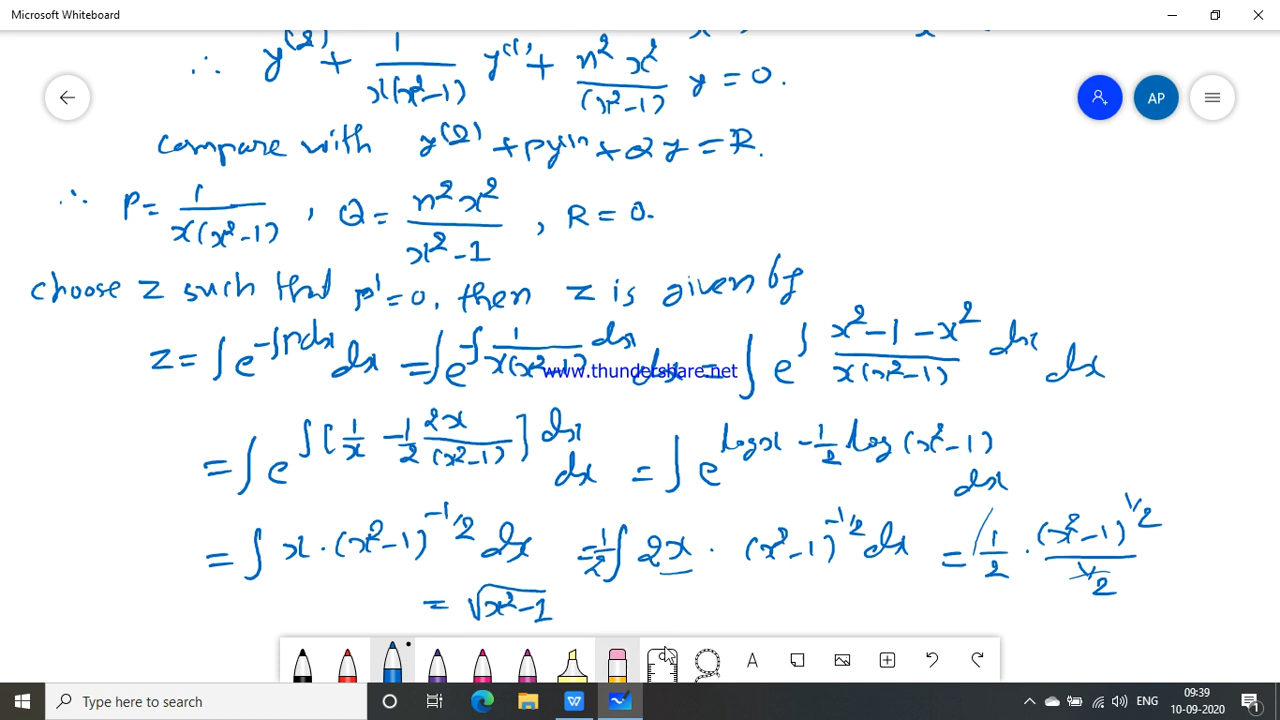 Microsoft Whiteboard
∴ y^(2) + 1/x(x²-1) y^(1) + n²x²/(x²-1) y = 0.
AP
compare with y^(2) + py^(1) + Qy = R.
∴ P = 1/x(x²-1) , Q = n²x²/x²-1 , R = 0.
choose z such that p' = 0, then z is given by
z = ∫ e^(-∫Pdx) dx = ∫ e^(-∫ 1/x(x²-1) dx) dx = ∫ e^(∫ x²-1-x²/x(x²-1) dx) dx
www.thundershare.net
= ∫ e^(∫[1/x - 1/2 2x/(x²-1)] dx) dx = ∫ e^(logx - 1/2 log(x²-1)) dx
= ∫ x · (x²-1)^(-1/2) dx = 1/2 ∫ 2x · (x²-1)^(-1/2) dx = 1/2 · (x²-1)^(1/2)/1/2
= √x²-1
A
Type here to search
ENG
09:39
10-09-2020
1